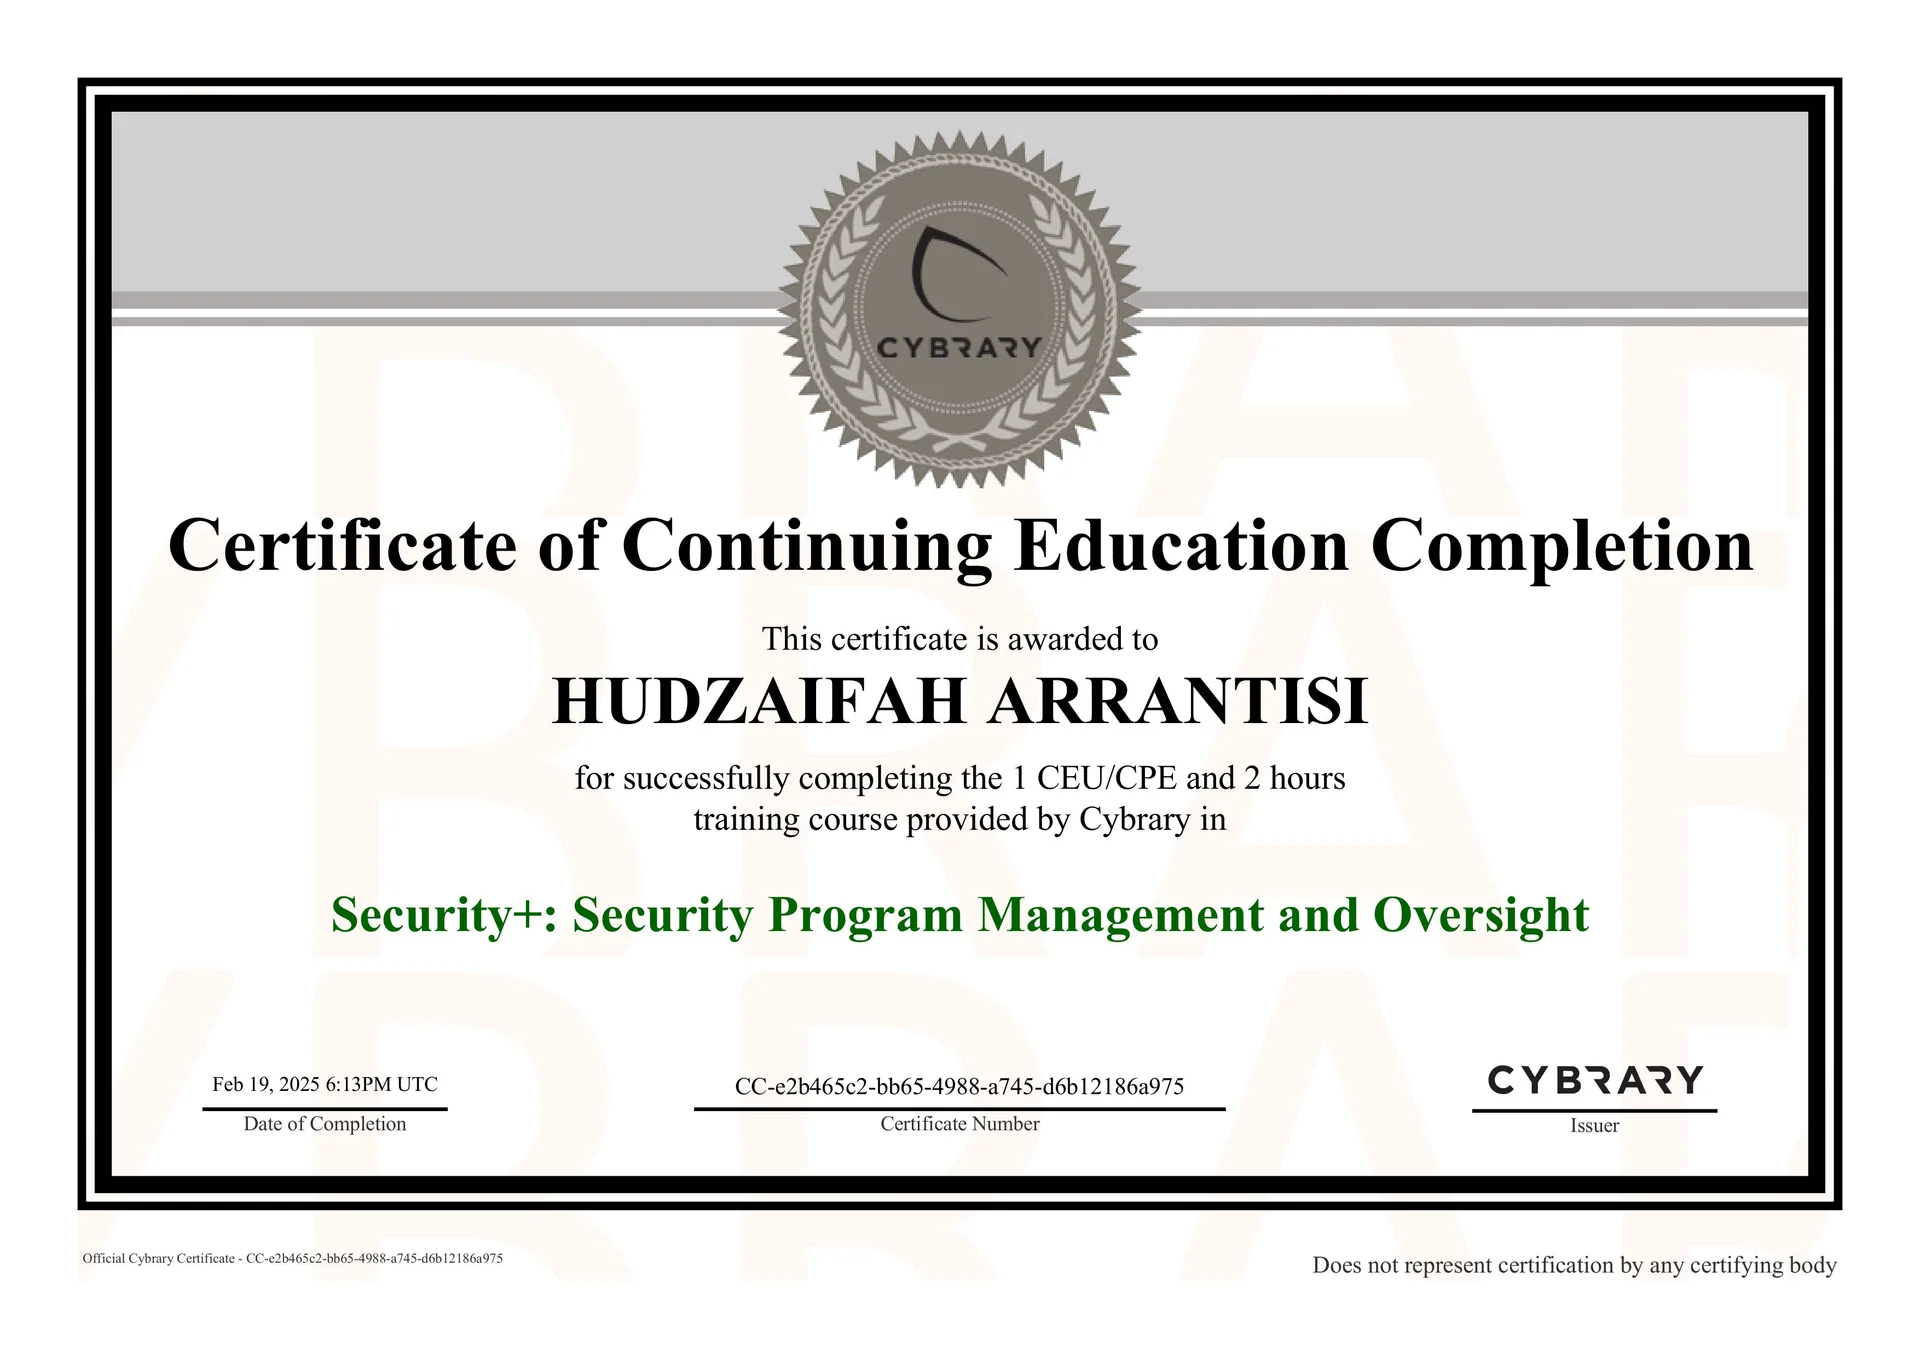 CYBRARY
Certificate of Continuing Education Completion
This certificate is awarded to
HUDZAIFAH ARRANTISI
for successfully completing the 1 CEU/CPE and 2 hours
training course provided by Cybrary in
Security+: Security Program Management and Oversight
Feb 19, 2025 6:13PM UTC
Date of Completion
CC-e2b465c2-bb65-4988-a745-d6b12186a975
Certificate Number
CYBRARY
Issuer
Official Cybrary Certificate - CC-e2b465c2-bb65-4988-a745-d6b12186a975
Does not represent certification by any certifying body